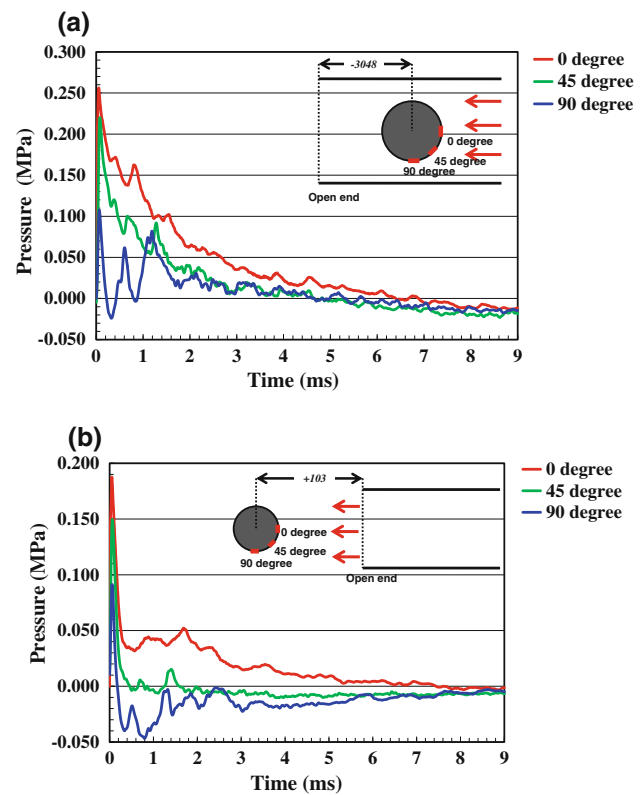 (a)
0.300
0.250
0.200
0.150
0.100
0.050
0.000
-0.050
Pressure (MPa)
0 1 2 3 4 5 6 7 8 9
Time (ms)
-3048
0 degree
45 degree
90 degree
Open end
0 degree
45 degree
90 degree
(b)
0.200
0.150
0.100
0.050
0.000
-0.050
Pressure (MPa)
0 1 2 3 4 5 6 7 8 9
Time (ms)
+103
0 degree
45 degree
90 degree
Open end
0 degree
45 degree
90 degree